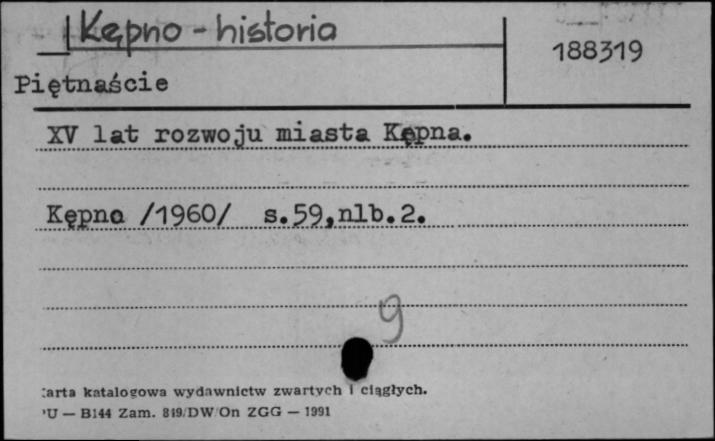 Kępno - historia
188319
Piętnaście
XV lat rozwoju miasta Kępna.
Kępno /1960/ s.59,nlb.2.
9
arta katalogowa wydawnictw zwartych i ciągłych.
U — B144 Zam. 819/DW/On ZGG — 1991